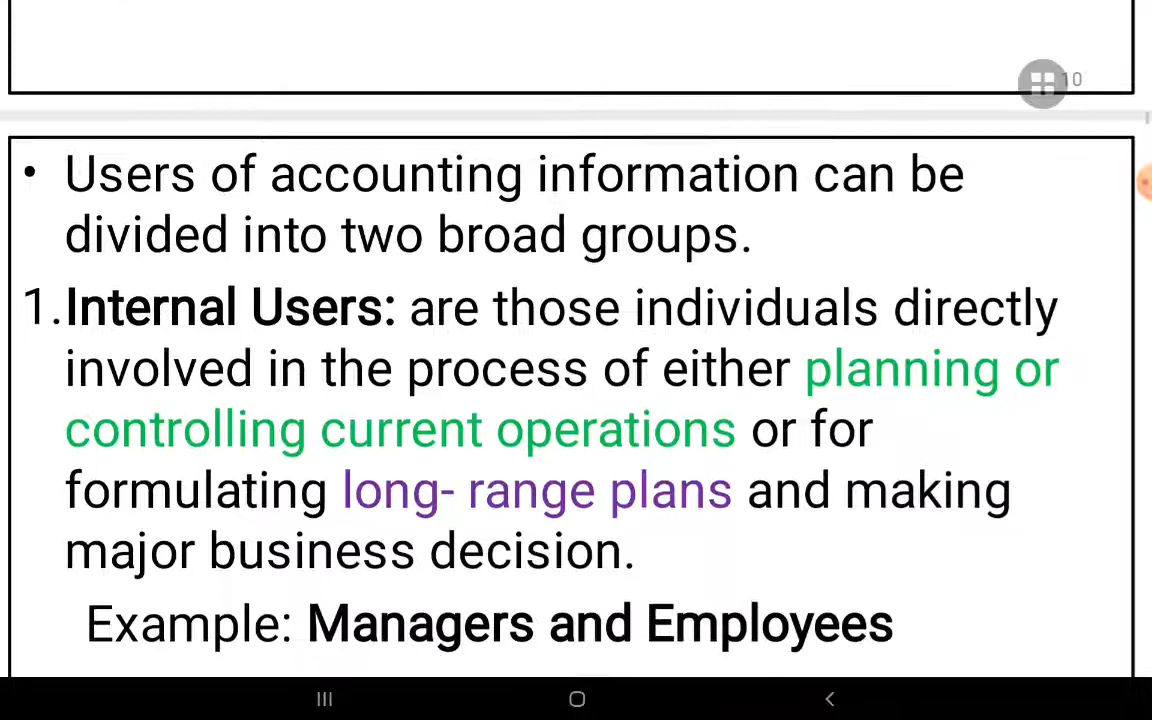 10
• Users of accounting information can be
divided into two broad groups.
1. Internal Users: are those individuals directly
involved in the process of either planning or
controlling current operations or for
formulating long- range plans and making
major business decision.
Example: Managers and Employees